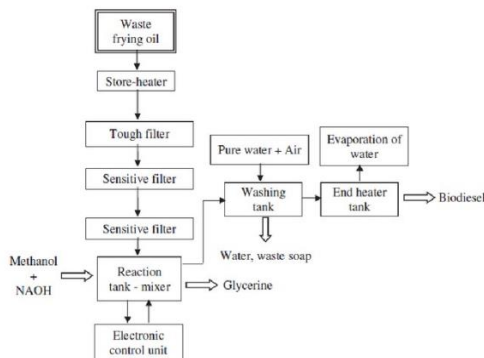 Waste
frying oil
Store-heater
Tough filter
Sensitive filter
Sensitive filter
Methanol
+
NAOH
Reaction
tank - mixer
Glycerine
Electronic
control unit
Pure water + Air
Washing
tank
Water, waste soap
Evaporation of
water
End heater
tank
Biodiesel